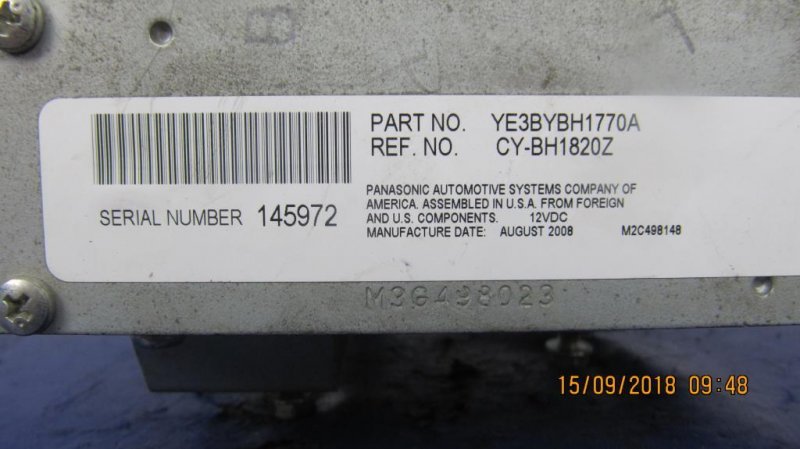 PART NO. YE3BYBH1770A
REF. NO. CY-BH1820Z
SERIAL NUMBER 145972
PANASONIC AUTOMOTIVE SYSTEMS COMPANY OF
AMERICA. ASSEMBLED IN U.S.A. FROM FOREIGN
AND U.S. COMPONENTS. 12VDC
MANUFACTURE DATE: AUGUST 2008 M2C498148
M3G498023
15/09/2018 09:48